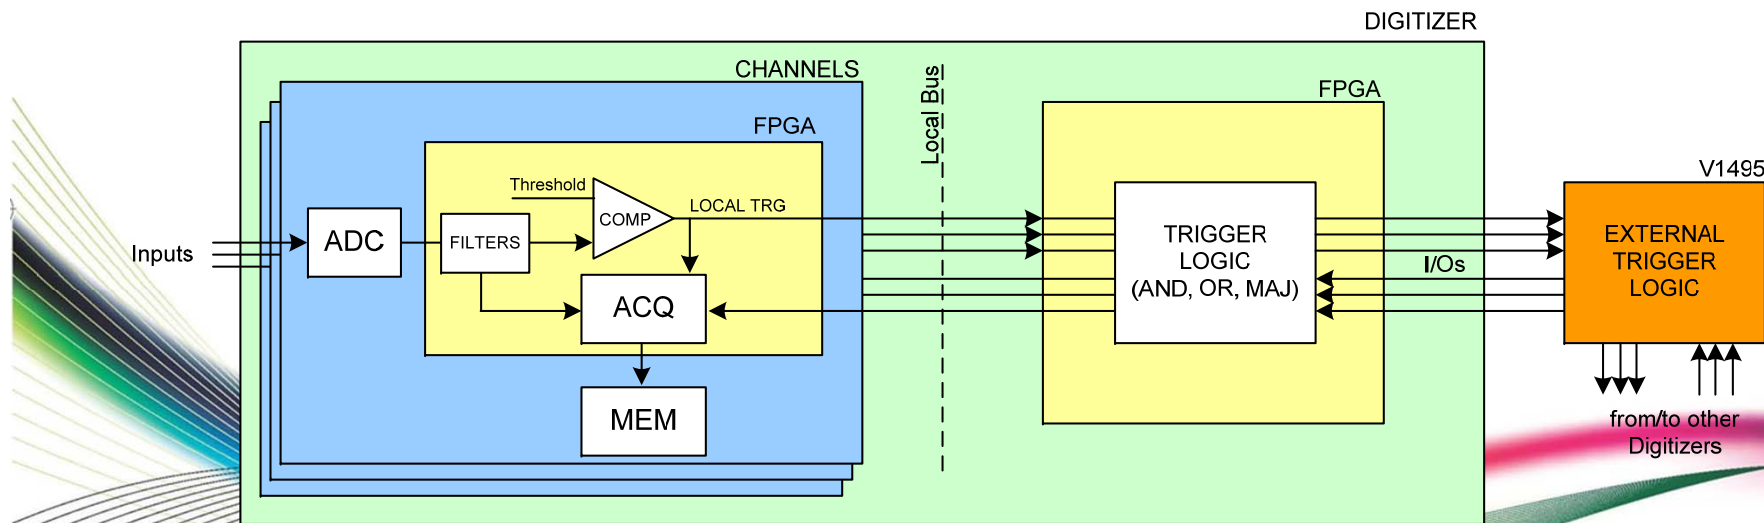 DIGITIZER
CHANNELS
FPGA
Local Bus
FPGA
V1495
Inputs
ADC
FILTERS
Threshold
COMP
LOCAL TRG
ACQ
MEM
TRIGGER
LOGIC
(AND, OR, MAJ)
I/Os
EXTERNAL
TRIGGER
LOGIC
from/to other
Digitizers